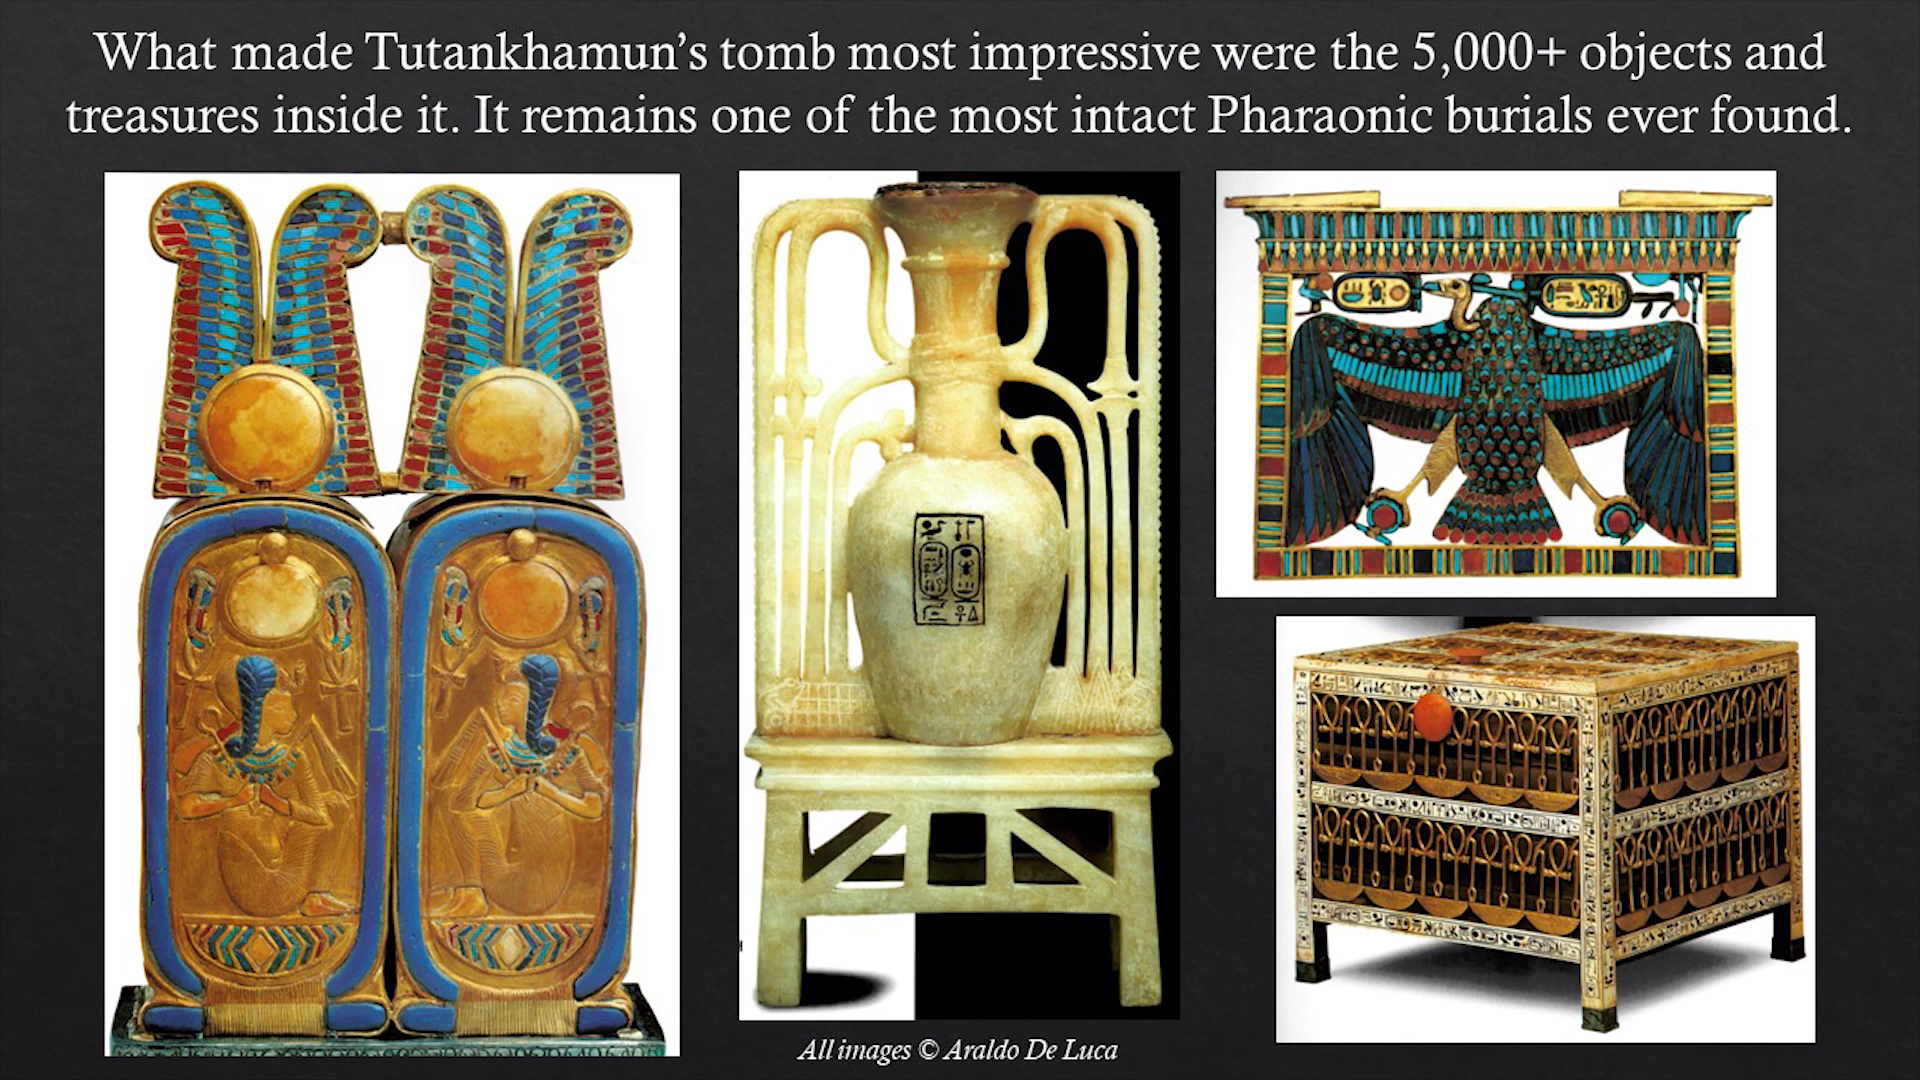 What made Tutankhamun’s tomb most impressive were the 5,000+ objects and
treasures inside it. It remains one of the most intact Pharaonic burials ever found.
All images © Araldo De Luca